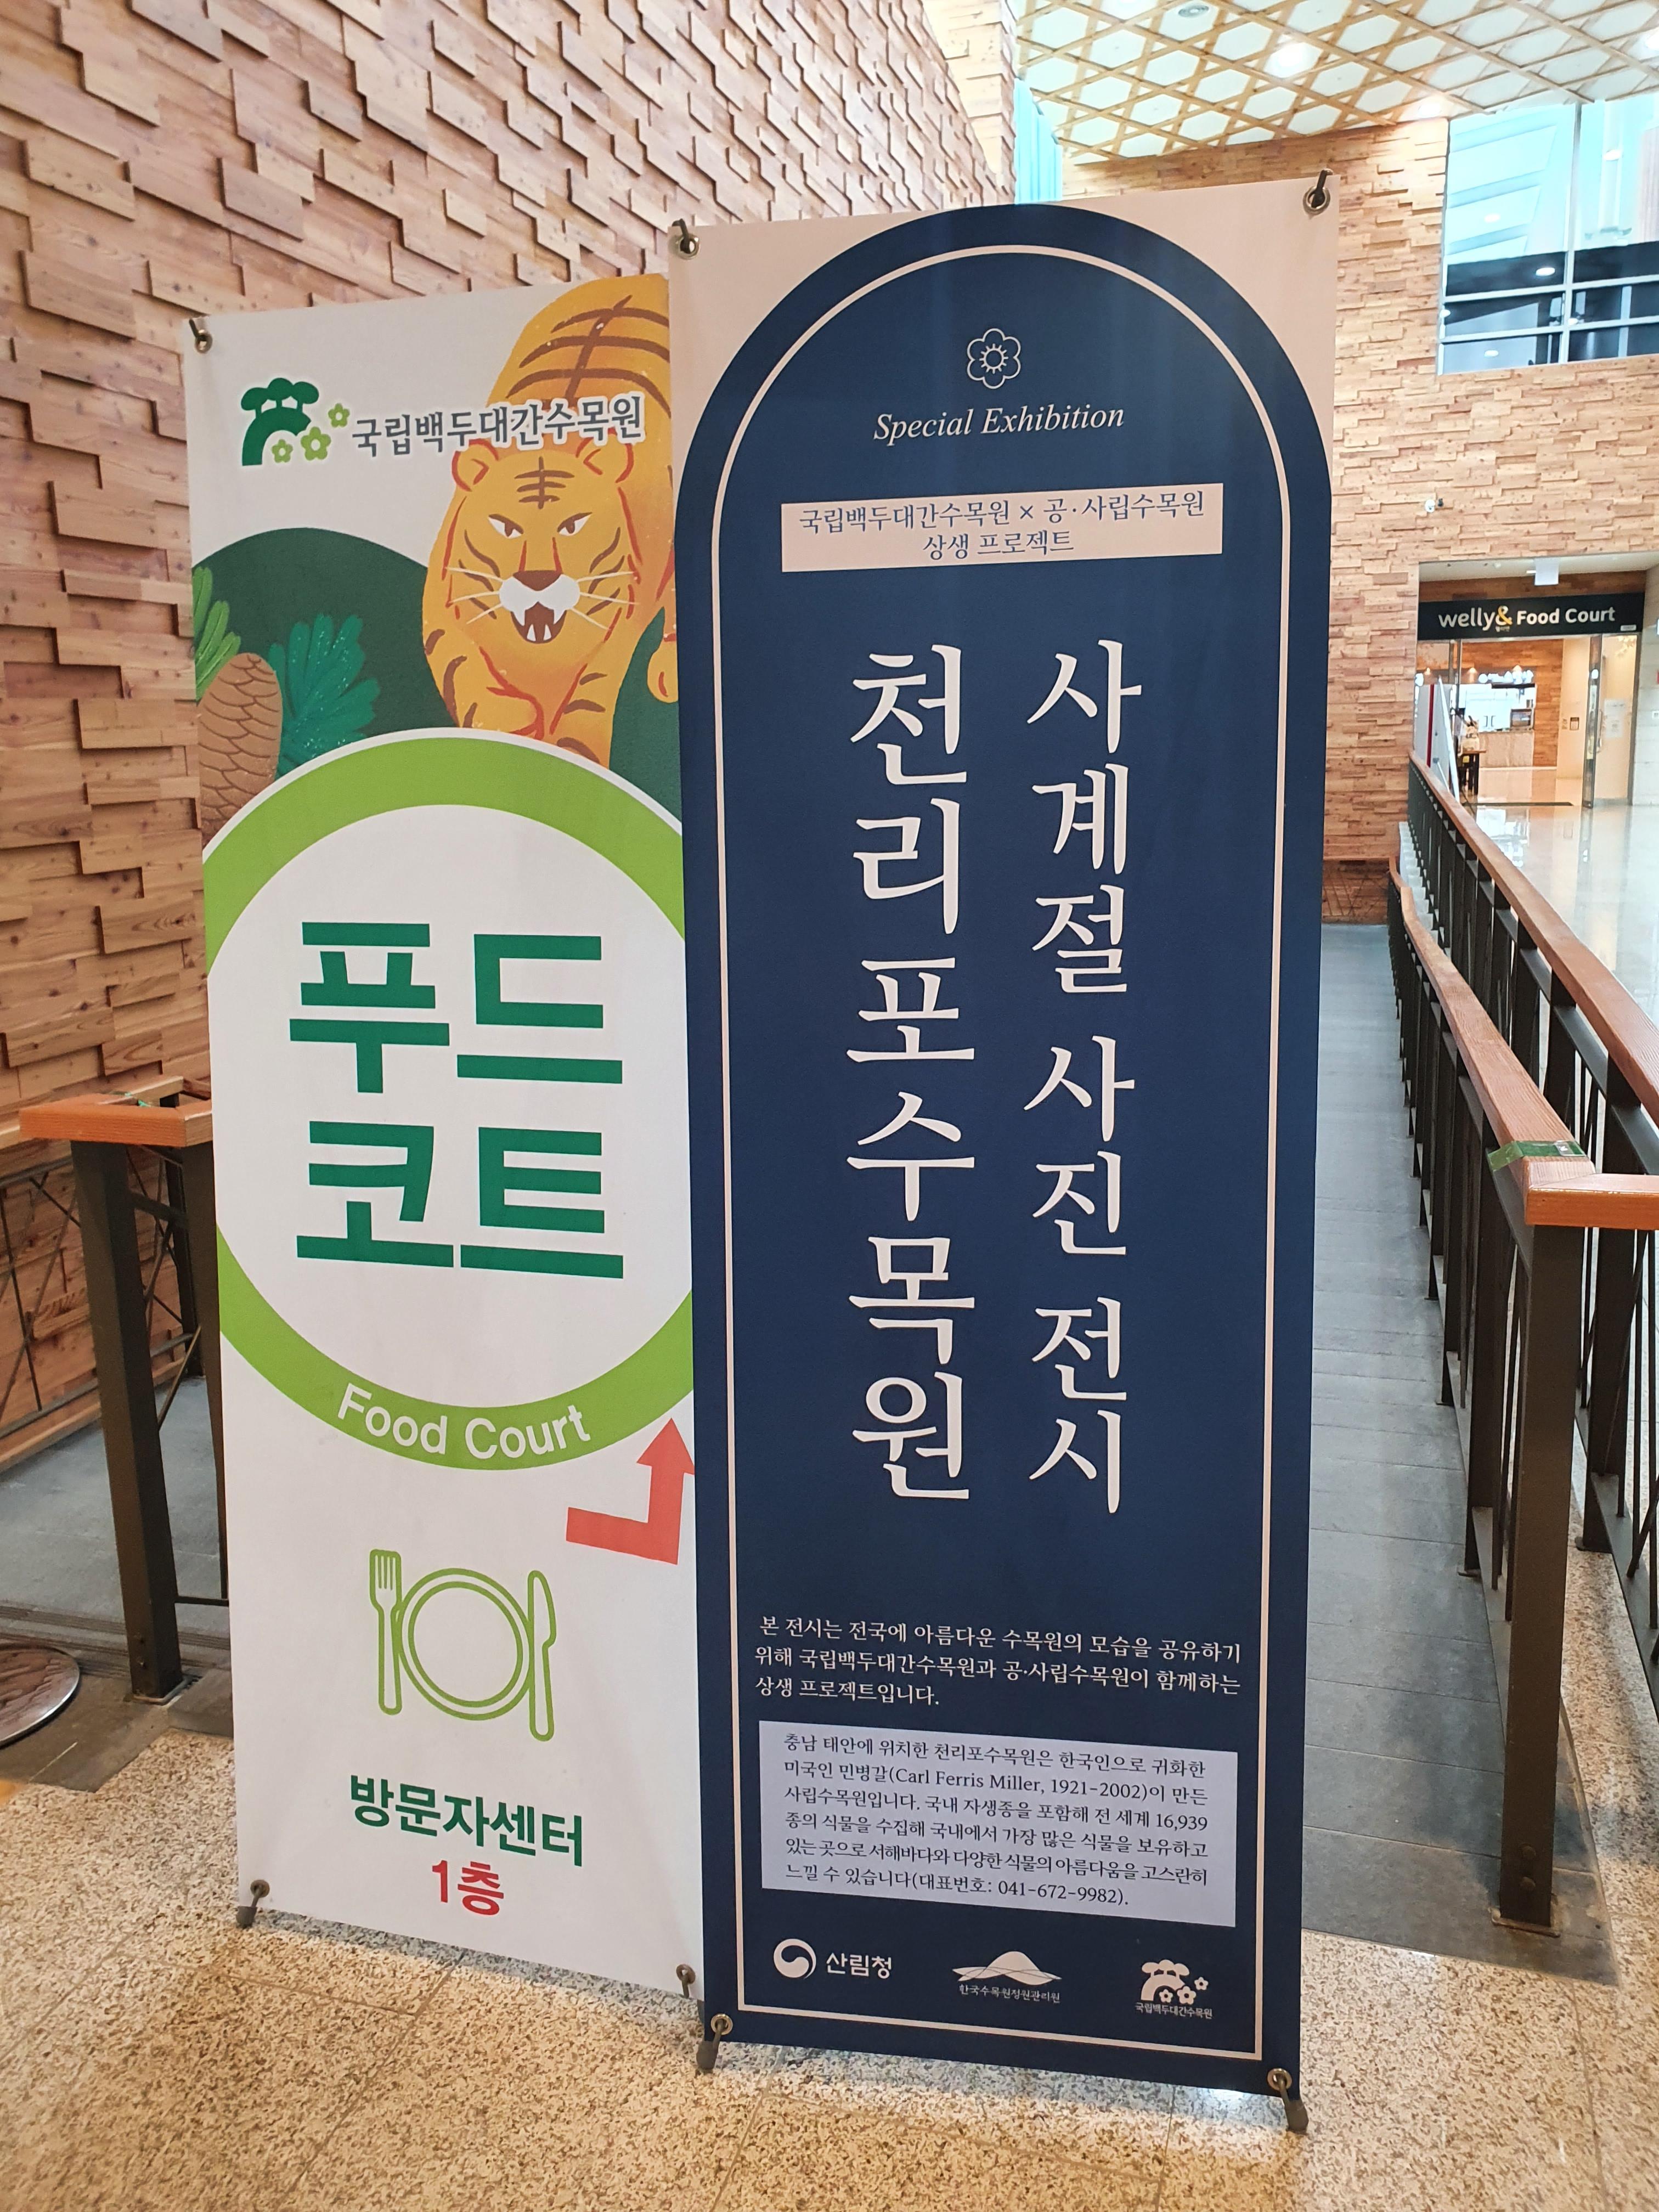 국립백두대간수목원
푸드
코트
Food Court
방문자센터
1층
Special Exhibition
국립백두대간수목원 × 공·사립수목원
상생 프로젝트
천리포수목원
사계절 사진 전시
본 전시는 전국에 아름다운 수목원의 모습을 공유하기
위해 국립백두대간수목원과 공·사립수목원이 함께하는
상생 프로젝트입니다.
충남 태안에 위치한 천리포수목원은 한국인으로 귀화한
미국인 민병갈(Carl Ferris Miller, 1921-2002)이 만든
사립수목원입니다. 국내 자생종을 포함해 전 세계 16,939
종의 식물을 수집해 국내에서 가장 많은 식물을 보유하고
있는 곳으로 서해바다와 다양한 식물의 아름다움을 고스란히
느낄 수 있습니다(대표번호: 041-672-9982).
산림청
한국수목원정원관리원
국립백두대간수목원
welly& Food Court